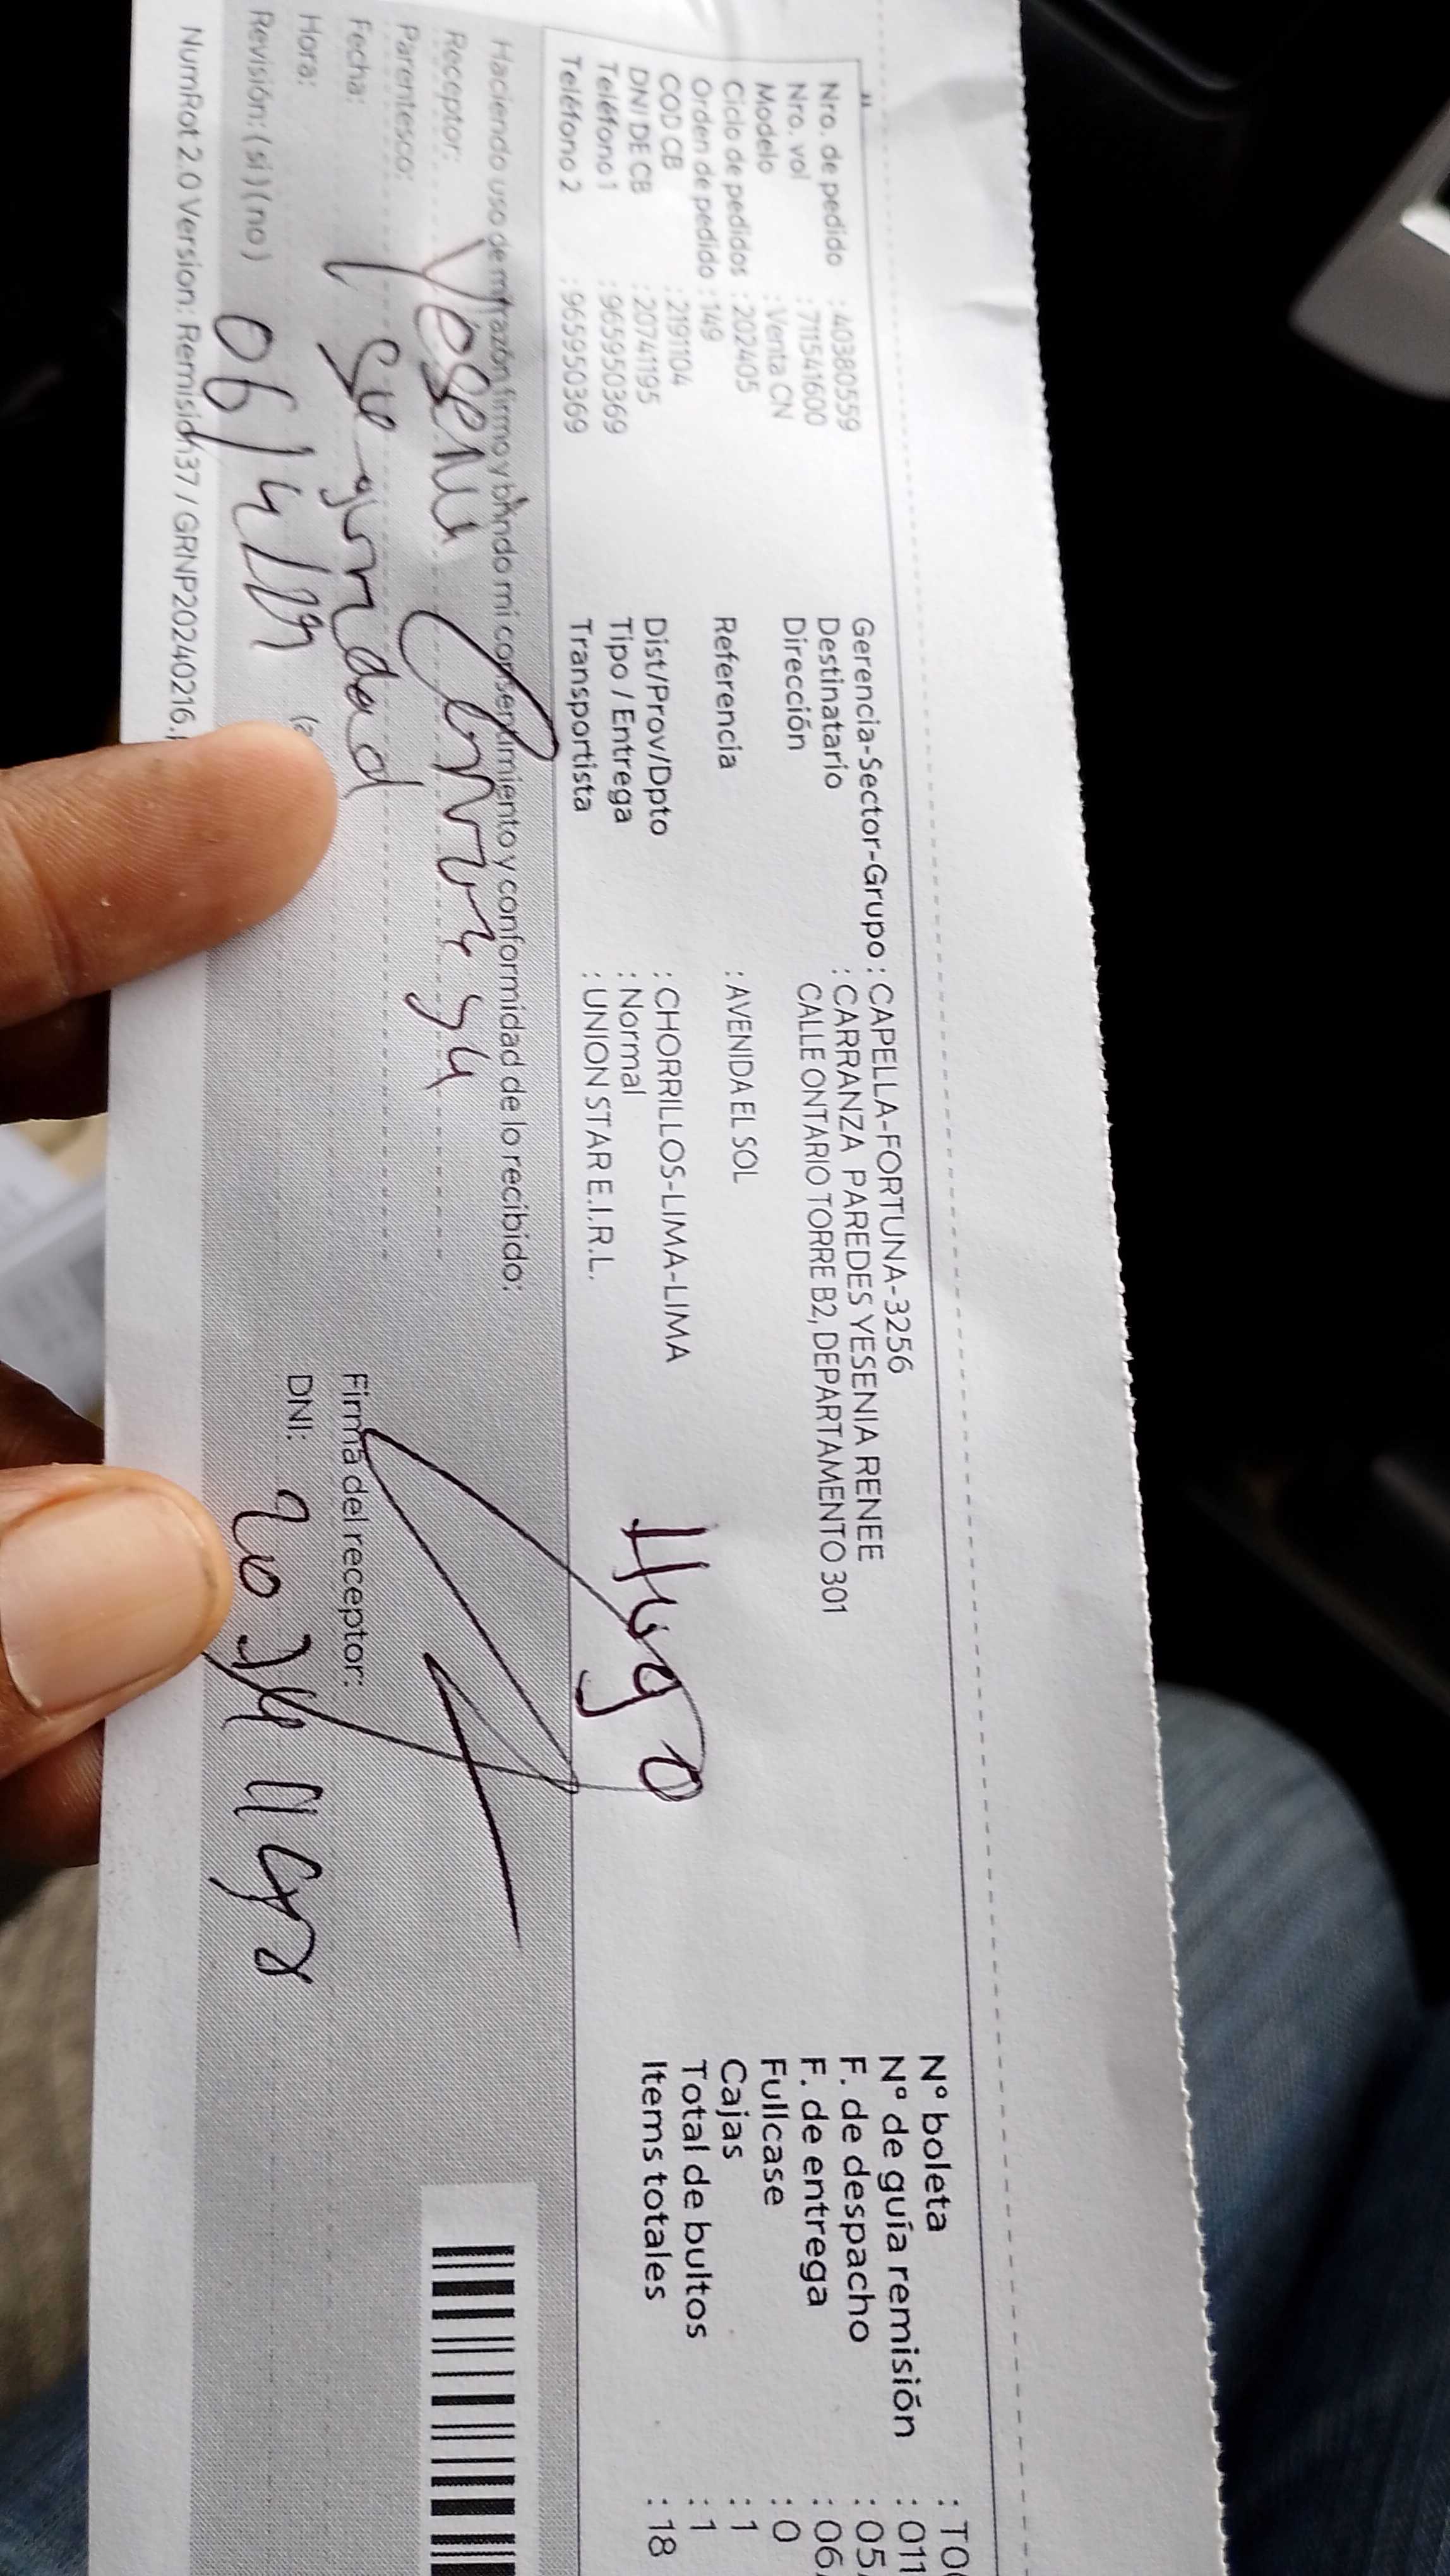 Nro. de pedido : 40380559
Nro. vol : 711541600
Modelo : Venta CN
Ciclo de pedidos : 202405
Orden de pedido : 149
COD CB : 2191104
DNI DE CB : 20741195
Teléfono 1 : 965950369
Teléfono 2 : 965950369
Gerencia-Sector-Grupo : CAPELLA-FORTUNA-3256
Destinatario : CARRANZA PAREDES YESENIA RENEE
Dirección CALLE ONTARIO TORRE B2, DEPARTAMENTO 301
Referencia : AVENIDA EL SOL
Dist/Prov/Dpto : CHORRILLOS-LIMA-LIMA
Tipo / Entrega : Normal
Transportista : UNION STAR E.I.R.L.
Hugo
N° boleta : T0
N° de guía remisión : 011
F. de despacho : 05
F. de entrega : 06
Fullcase : 0
Cajas : 1
Total de bultos : 1
Items totales : 18
Haciendo uso de mi razón firmo y brindo mi consentimiento y conformidad de lo recibido:
Receptor:
Parentesco: Seguridad
Fecha: 06/4/
Hora:
Revisión: (si) (no)
Firma del receptor:
DNI:
NumRot 2.0 Version: Remisión37 / GRNP20240216.